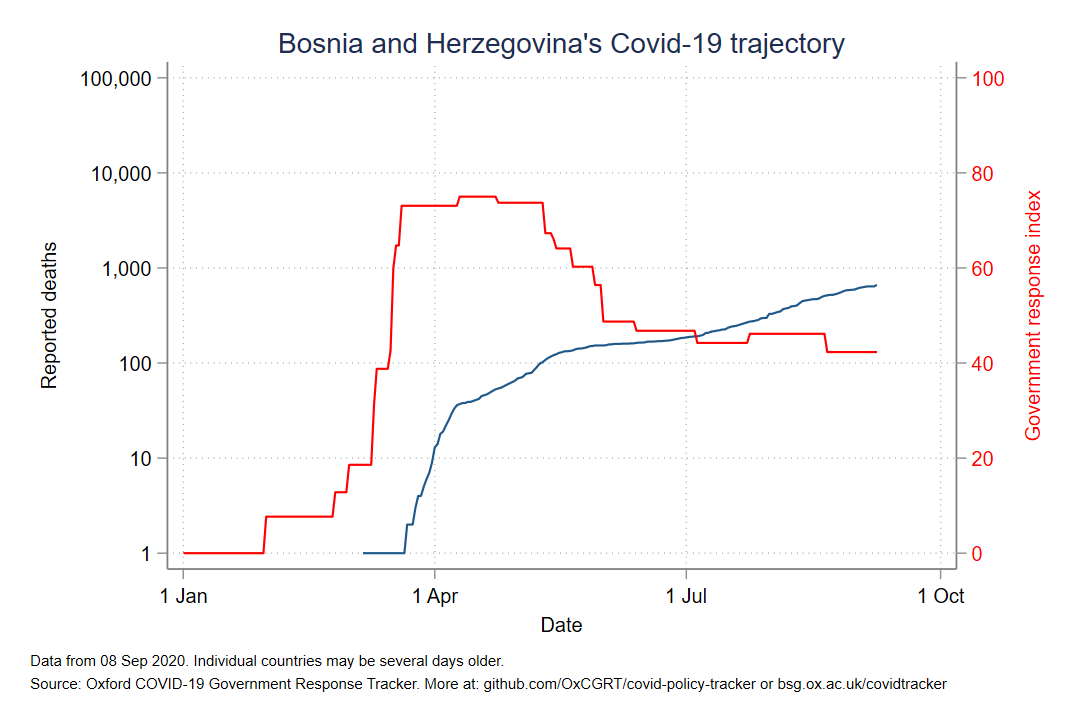 Bosnia and Herzegovina's Covid-19 trajectory
100,000
10,000
1,000
100
10
1
Reported deaths
100
80
60
40
20
0
Government response index
1 Jan
1 Apr
1 Jul
1 Oct
Date
Data from 08 Sep 2020. Individual countries may be several days older.
Source: Oxford COVID-19 Government Response Tracker. More at: github.com/OxCGRT/covid-policy-tracker or bsg.ox.ac.uk/covidtracker